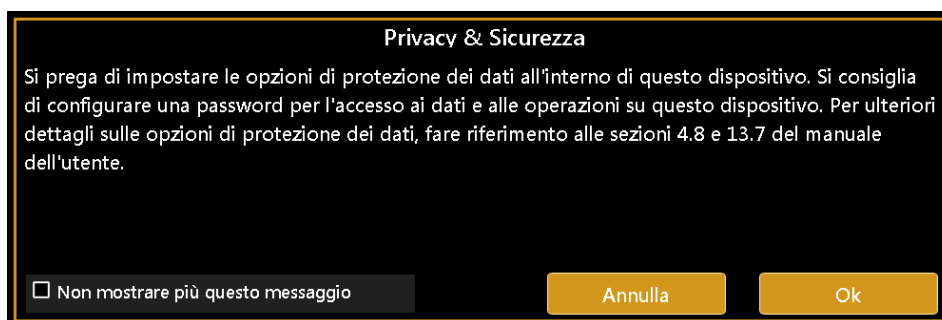 Privacy & Sicurezza
Si prega di impostare le opzioni di protezione dei dati all'interno di questo dispositivo. Si consiglia
di configurare una password per l'accesso ai dati e alle operazioni su questo dispositivo. Per ulteriori
dettagli sulle opzioni di protezione dei dati, fare riferimento alle sezioni 4.8 e 13.7 del manuale
dell'utente.
Non mostrare più questo messaggio
Annulla
Ok